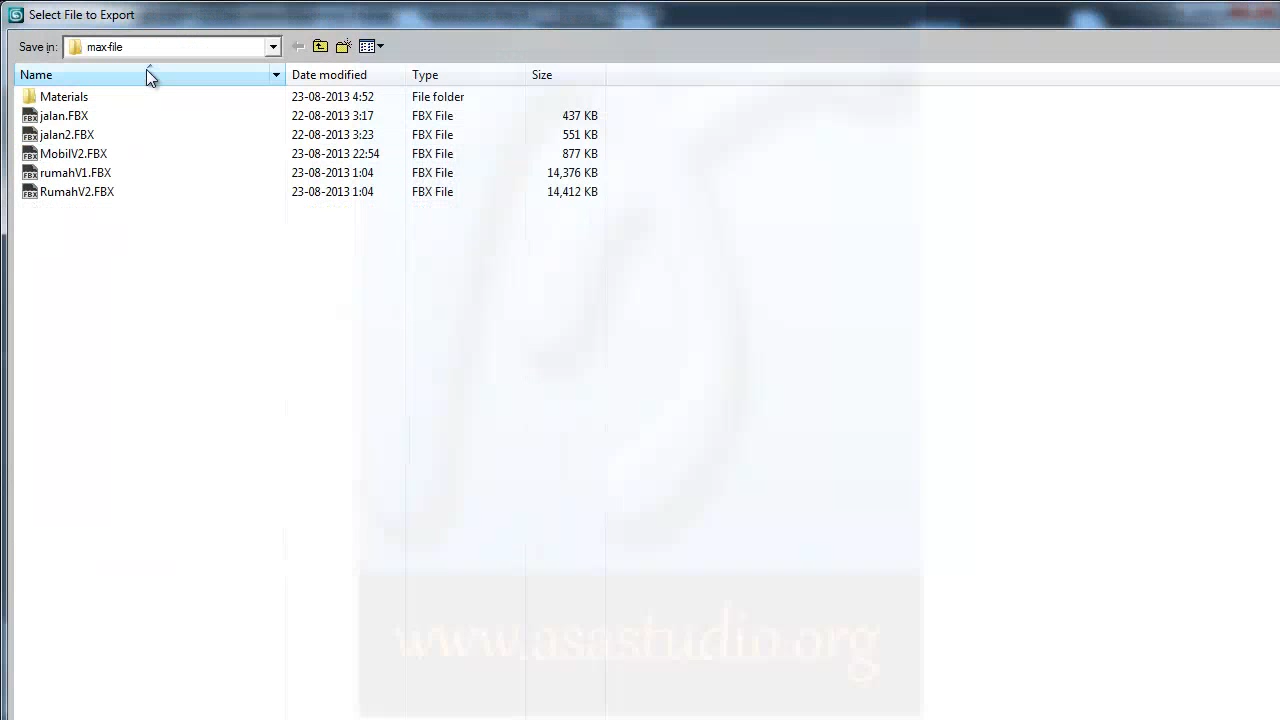 Select File to Export
Save in: max-file
Name Date modified Type Size
Materials 23-08-2013 4:52 File folder
jalan.FBX 22-08-2013 3:17 FBX File 437 KB
jalan2.FBX 22-08-2013 3:23 FBX File 551 KB
MobilV2.FBX 23-08-2013 22:54 FBX File 877 KB
rumahV1.FBX 23-08-2013 1:04 FBX File 14,376 KB
RumahV2.FBX 23-08-2013 1:04 FBX File 14,412 KB
www.asastudio.org